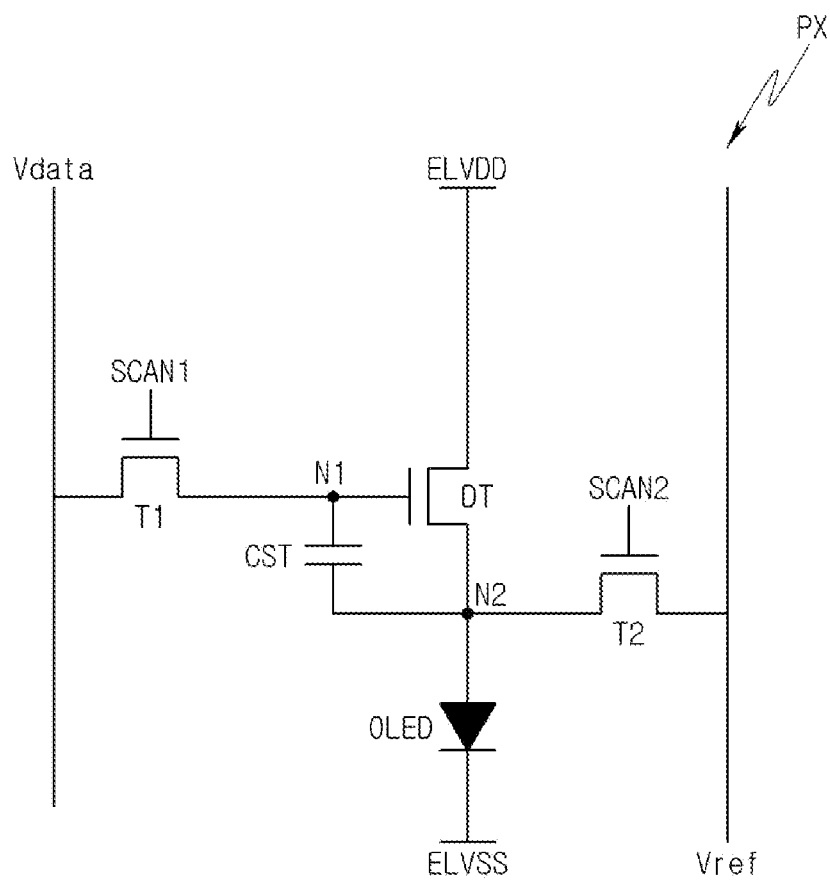 PX
Vdata
ELVDD
SCAN1
N1
DT
SCAN2
T1
CST
N2
T2
OLED
ELVSS
Vref